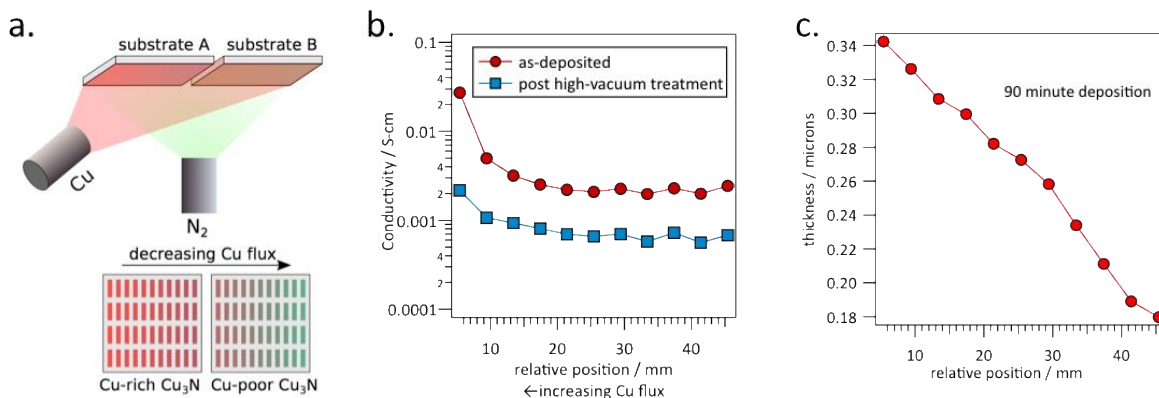 a.
substrate A
substrate B
Cu
N2
decreasing Cu flux
Cu-rich Cu3N
Cu-poor Cu3N
b.
0.1
4
2
0.01
4
2
0.001
4
2
0.0001
Conductivity / S-cm
as-deposited
post high-vacuum treatment
10
20
30
40
relative position / mm
←increasing Cu flux
c.
0.34
0.32
0.30
0.28
0.26
0.24
0.22
0.20
0.18
thickness / microns
90 minute deposition
10
20
30
40
relative position / mm